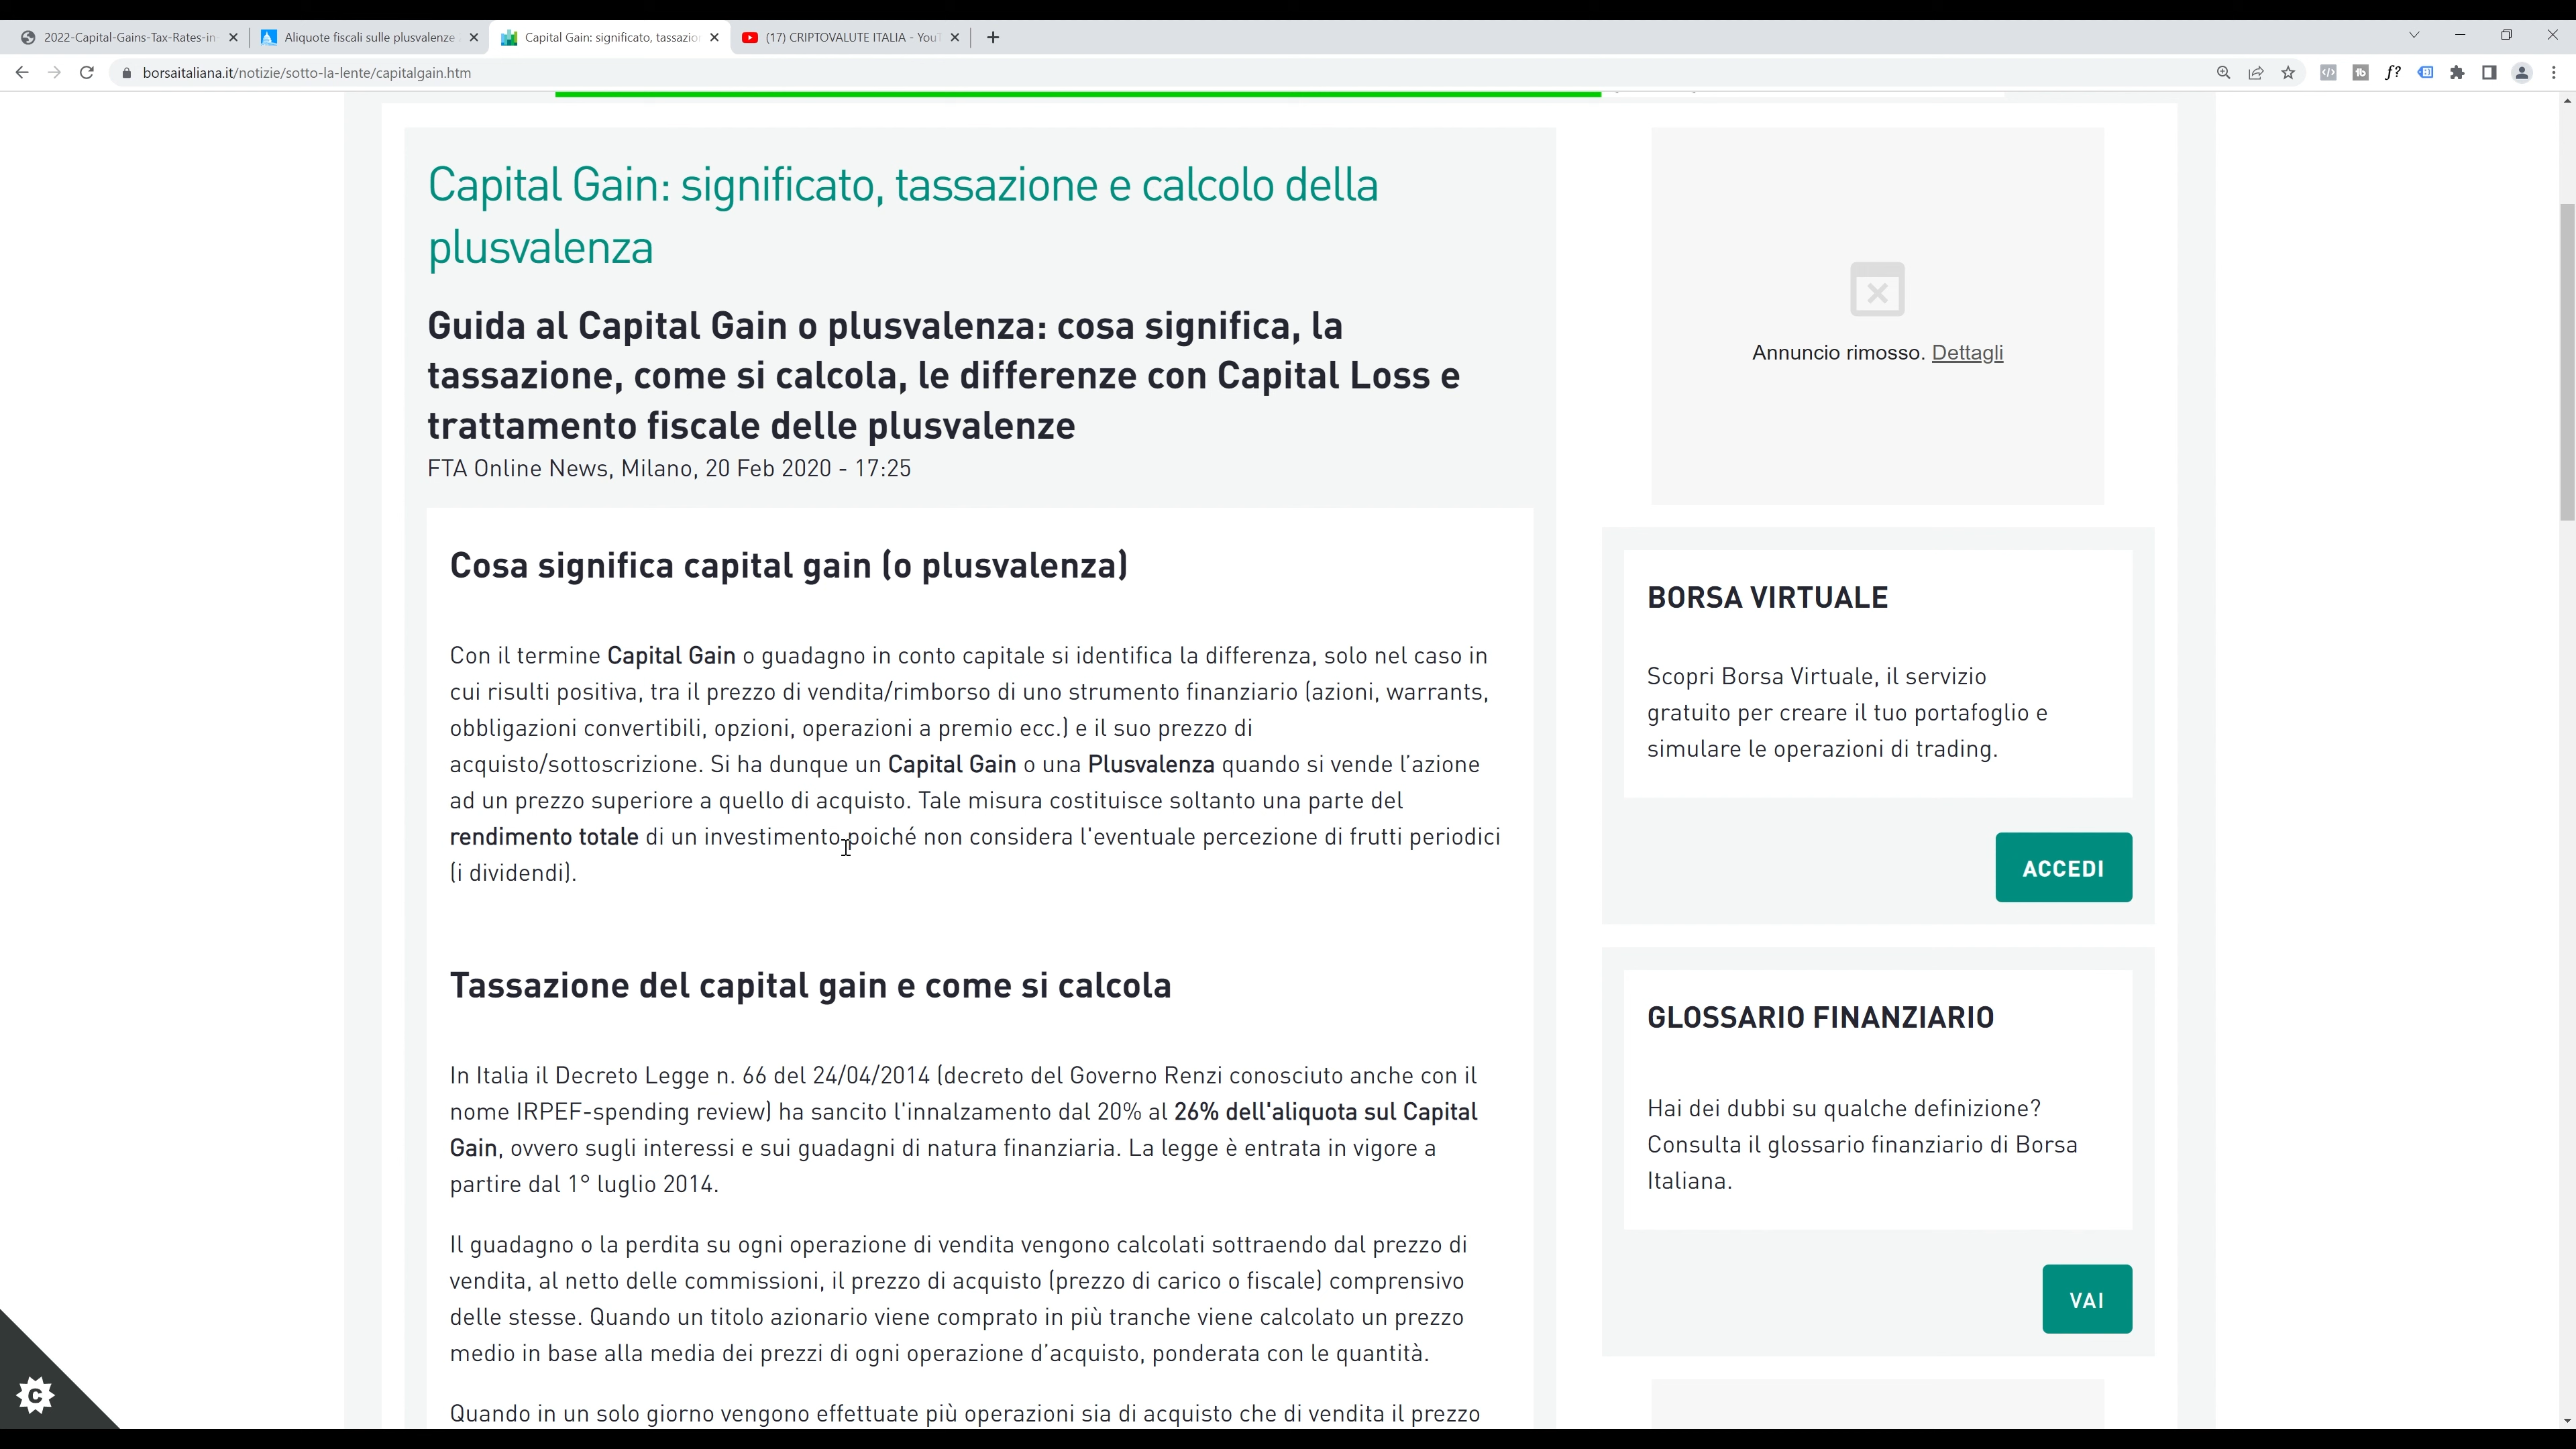 2022-Capital-Gains-Tax-Rates-in-
Aliquote fiscali sulle plusvalenze
Capital Gain: significato, tassazio
(17) CRIPTOVALUTE ITALIA - YouT
borsaitaliana.it/notizie/sotto-la-lente/capitalgain.htm
Capital Gain: significato, tassazione e calcolo della
plusvalenza
Guida al Capital Gain o plusvalenza: cosa significa, la
tassazione, come si calcola, le differenze con Capital Loss e
trattamento fiscale delle plusvalenze
FTA Online News, Milano, 20 Feb 2020 - 17:25
Cosa significa capital gain (o plusvalenza)
Con il termine Capital Gain o guadagno in conto capitale si identifica la differenza, solo nel caso in
cui risulti positiva, tra il prezzo di vendita/rimborso di uno strumento finanziario (azioni, warrants,
obbligazioni convertibili, opzioni, operazioni a premio ecc.) e il suo prezzo di
acquisto/sottoscrizione. Si ha dunque un Capital Gain o una Plusvalenza quando si vende l'azione
ad un prezzo superiore a quello di acquisto. Tale misura costituisce soltanto una parte del
rendimento totale di un investimento poiché non considera l'eventuale percezione di frutti periodici
(i dividendi).
Tassazione del capital gain e come si calcola
In Italia il Decreto Legge n. 66 del 24/04/2014 (decreto del Governo Renzi conosciuto anche con il
nome IRPEF-spending review) ha sancito l'innalzamento dal 20% al 26% dell'aliquota sul Capital
Gain, ovvero sugli interessi e sui guadagni di natura finanziaria. La legge è entrata in vigore a
partire dal 1° luglio 2014.
Il guadagno o la perdita su ogni operazione di vendita vengono calcolati sottraendo dal prezzo di
vendita, al netto delle commissioni, il prezzo di acquisto (prezzo di carico o fiscale) comprensivo
delle stesse. Quando un titolo azionario viene comprato in più tranche viene calcolato un prezzo
medio in base alla media dei prezzi di ogni operazione d'acquisto, ponderata con le quantità.
Quando in un solo giorno vengono effettuate più operazioni sia di acquisto che di vendita il prezzo
Annuncio rimosso. Dettagli
BORSA VIRTUALE
Scopri Borsa Virtuale, il servizio
gratuito per creare il tuo portafoglio e
simulare le operazioni di trading.
ACCEDI
GLOSSARIO FINANZIARIO
Hai dei dubbi su qualche definizione?
Consulta il glossario finanziario di Borsa
Italiana.
VAI